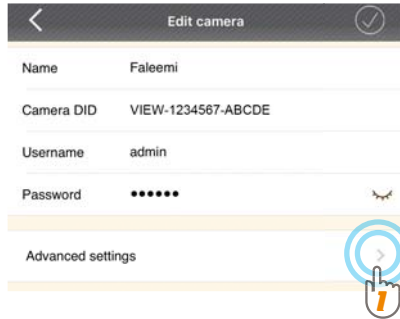 Edit camera
Name Faleemi
Camera DID VIEW-1234567-ABCDE
Username admin
Password ••••••
Advanced settings
1